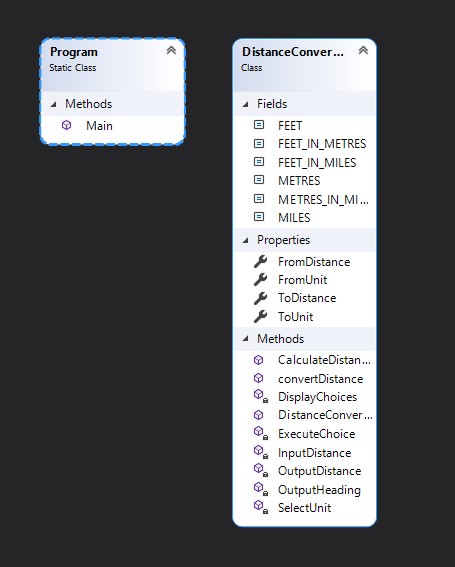 Program
Static Class
Methods
Main
DistanceConver...
Class
Fields
FEET
FEET_IN_METRES
FEET_IN_MILES
METRES
METRES_IN_MI...
MILES
Properties
FromDistance
FromUnit
ToDistance
ToUnit
Methods
CalculateDistan...
convertDistance
DisplayChoices
DistanceConver...
ExecuteChoice
InputDistance
OutputDistance
OutputHeading
SelectUnit